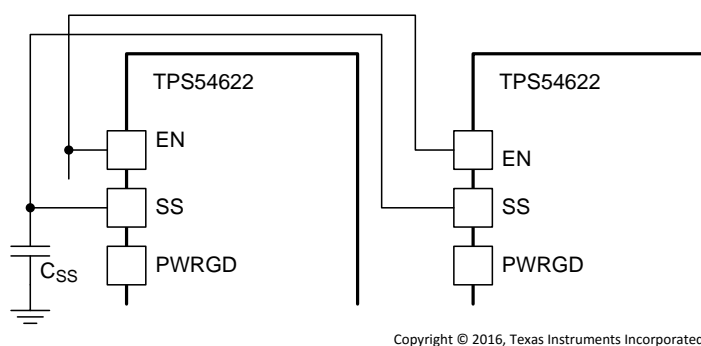 TPS54622
EN
SS
PWRGD
CSS
TPS54622
EN
SS
PWRGD
Copyright © 2016, Texas Instruments Incorporated